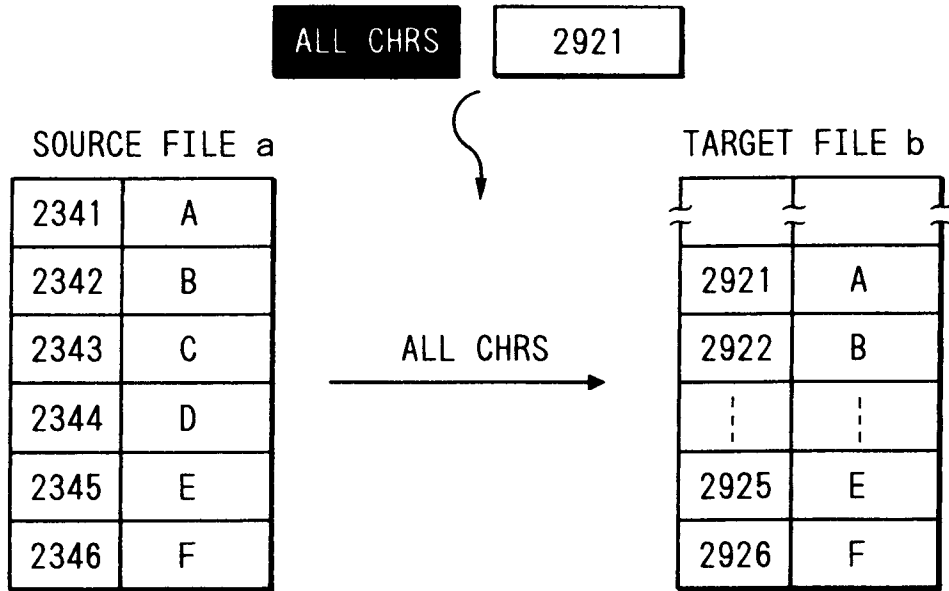 ALL CHRS 2921
SOURCE FILE a
2341 A
2342 B
2343 C
2344 D
2345 E
2346 F
ALL CHRS
TARGET FILE b
2921 A
2922 B
2925 E
2926 F